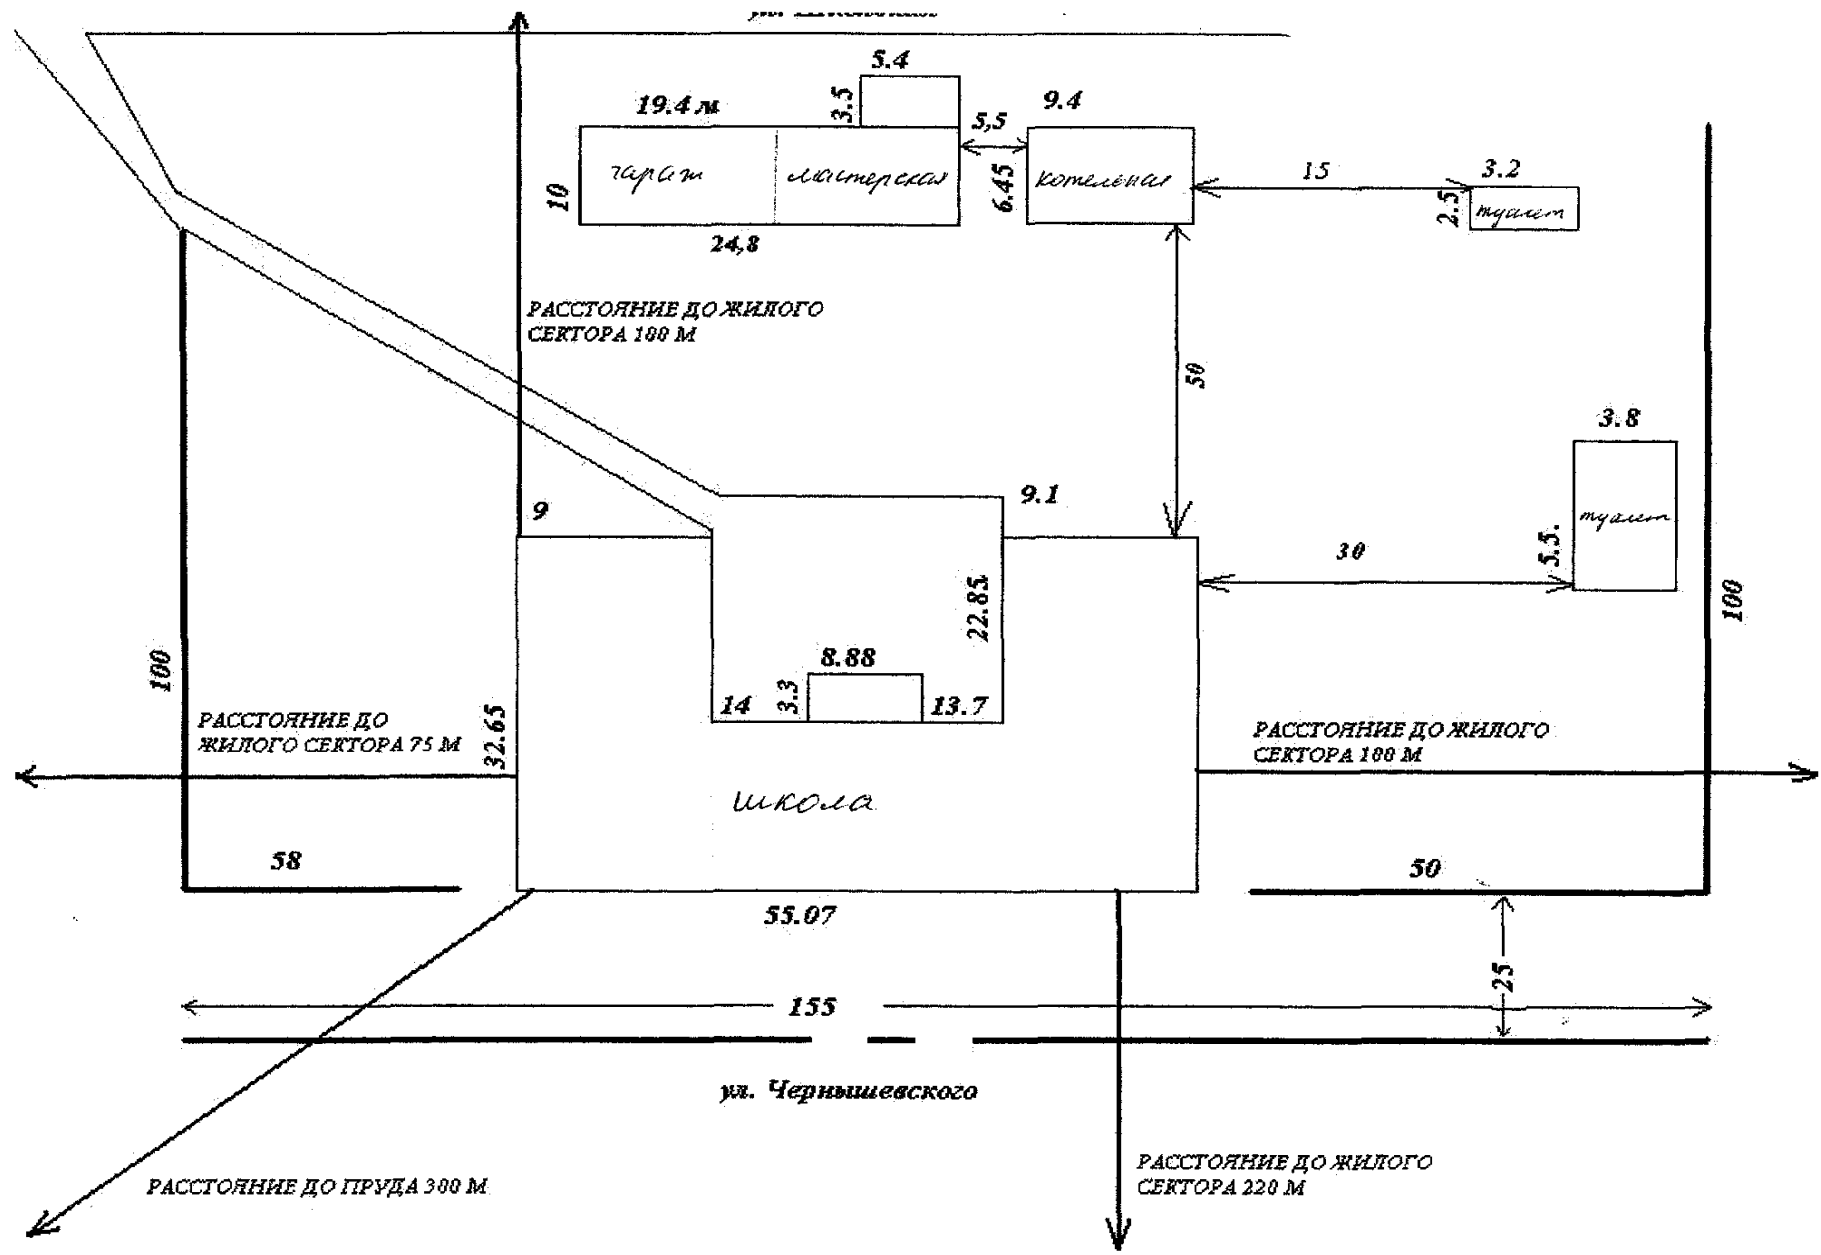 5.4
19.4 м
3.5
5,5
9.4
гараж
мастерская
10
6.45
котельная
15
3.2
2.5
туалет
24,8
РАССТОЯНИЕ ДО ЖИЛОГО
СЕКТОРА 100 М
50
3.8
туалет
5.5.
9
9.1
30
22.85
100
100
8.88
3.3
14
13.7
32.65
РАССТОЯНИЕ ДО
ЖИЛОГО СЕКТОРА 75 М
РАССТОЯНИЕ ДО ЖИЛОГО
СЕКТОРА 100 М
школа
58
50
55.07
25
155
ул. Чернышевского
РАССТОЯНИЕ ДО ПРУДА 300 М
РАССТОЯНИЕ ДО ЖИЛОГО
СЕКТОРА 220 М